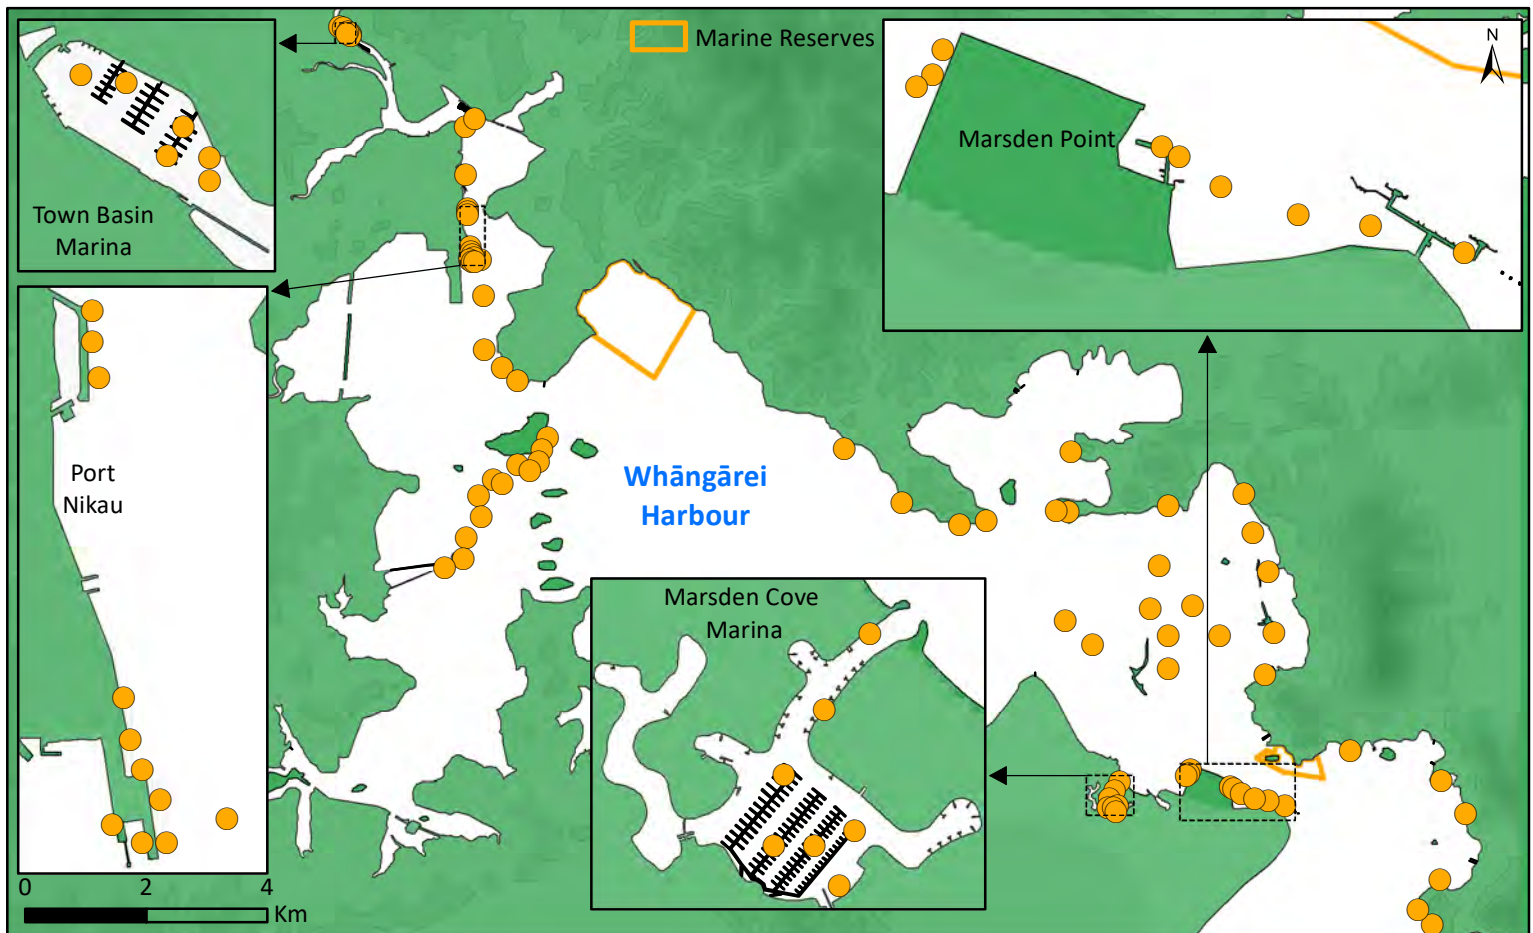 Marine Reserves
N
Marsden Point
Town Basin
Marina
Port
Nikau
Whāngārei
Harbour
Marsden Cove
Marina
0 2 4
Km